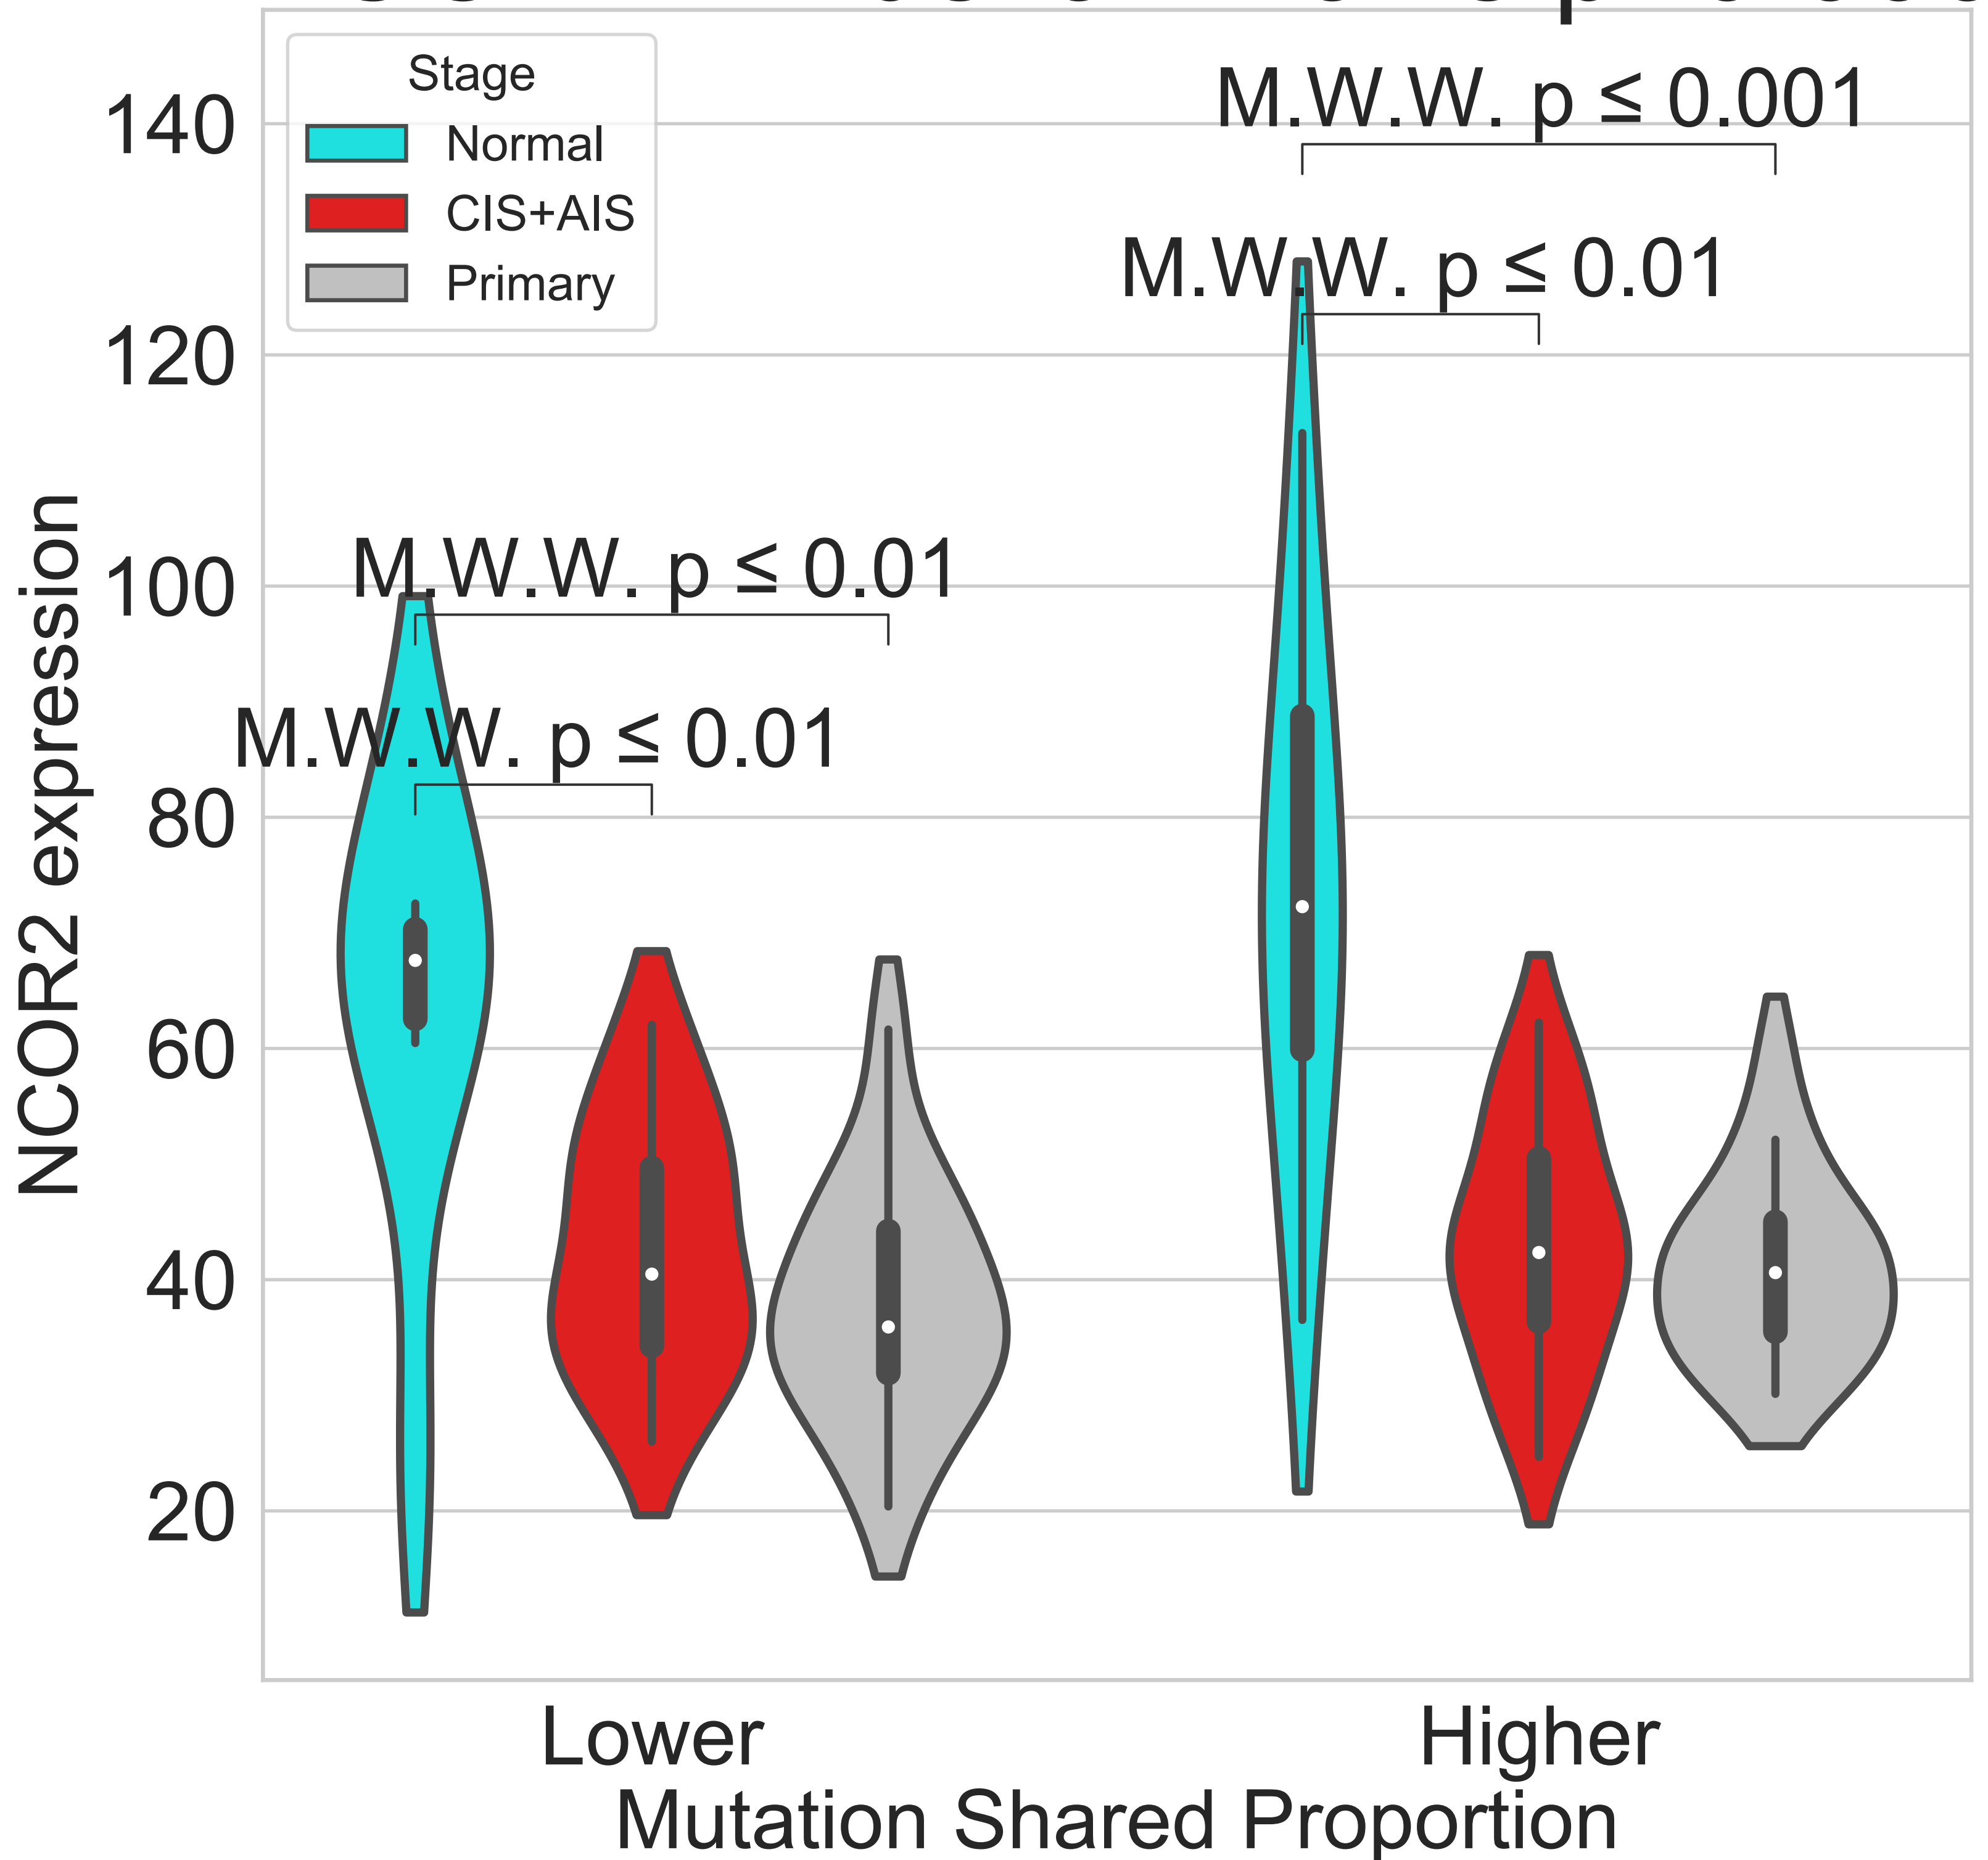 Stage
Normal
CIS+AIS
Primary
M.W.W. p ≤ 0.001
M.W.W. p ≤ 0.01
M.W.W. p ≤ 0.01
M.W.W. p ≤ 0.01
140
120
100
80
60
40
20
NCOR2 expression
Lower
Higher
Mutation Shared Proportion